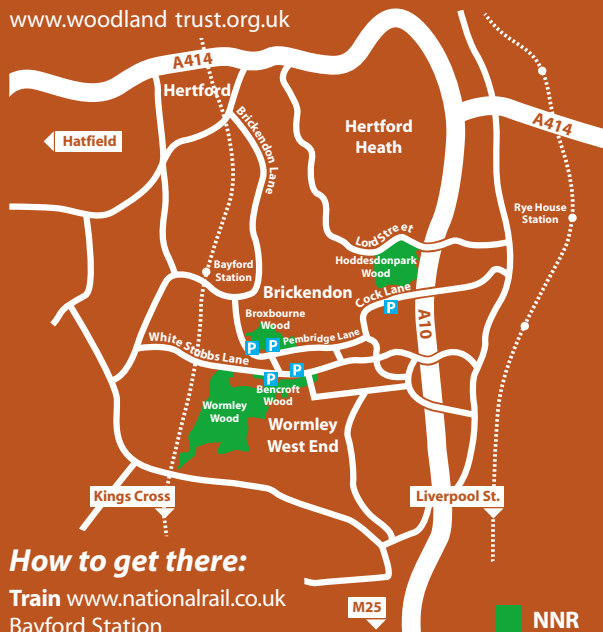 www.woodland trust.org.uk
A414
Hertford
Hatfield
Brickendon Lane
Hertford
Heath
A414
Rye House
Station
Lord Street
Hoddesdonpark
Wood
Bayford
Station
Brickendon
Cock Lane
P
A10
Broxbourne
Wood
P P
Pembridge Lane
White Stubbs Lane
P P
Bencroft
Wood
Wormley
Wood
Wormley
West End
Kings Cross
Liverpool St.
How to get there:
Train www.nationalrail.co.uk
Bayford Station
M25
NNR